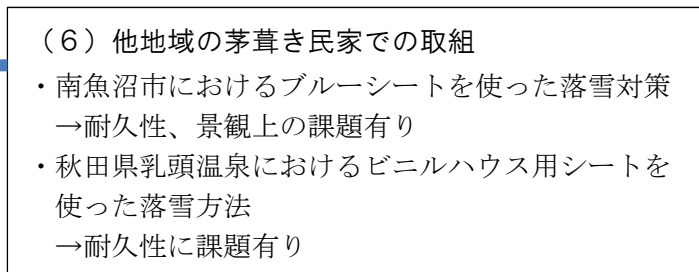 （６）他地域の茅葺き民家での取組
・南魚沼市におけるブルーシートを使った落雪対策
→耐久性、景観上の課題有り
・秋田県乳頭温泉におけるビニルハウス用シートを
使った落雪方法
→耐久性に課題有り